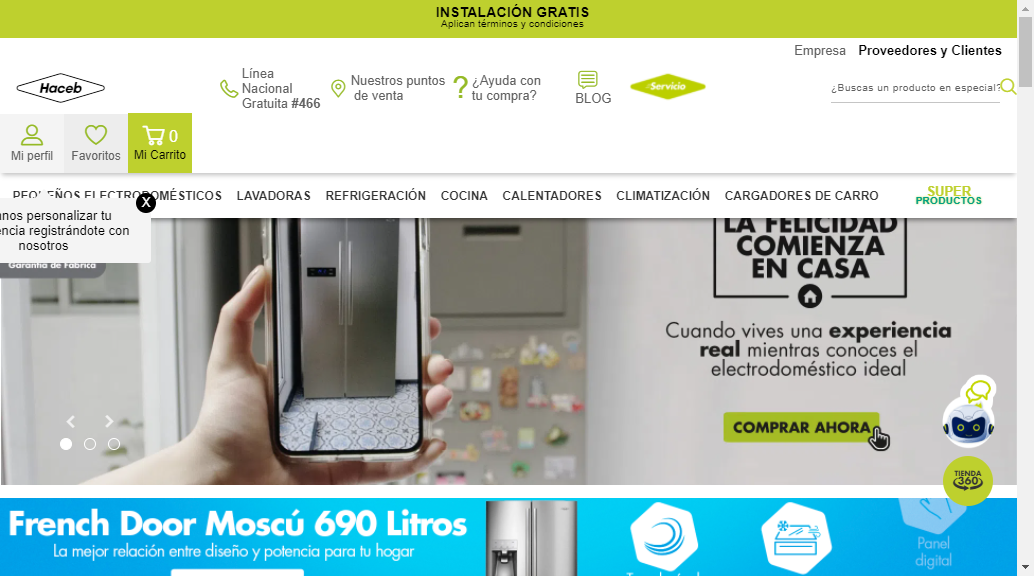 INSTALACIÓN GRATIS
Aplican términos y condiciones
Empresa Proveedores y Clientes
Haceb
Línea
Nacional
Gratuita #466
Nuestros puntos
de venta
¿Ayuda con
tu compra?
BLOG
Servicio
¿Buscas un producto en especial?
Mi perfil
Favoritos
0
Mi Carrito
PEQUEÑOS ELECTRODOMÉSTICOS LAVADORAS REFRIGERACIÓN COCINA CALENTADORES CLIMATIZACIÓN CARGADORES DE CARRO
SUPER
PRODUCTOS
X
personalizar tu
registrándote con
nosotros
Garantía de Fábrica
LA FELICIDAD
COMIENZA
EN CASA
Cuando vives una experiencia
real mientras conoces el
electrodoméstico ideal
COMPRAR AHORA
TIENDA
360
French Door Moscú 690 Litros
La mejor relación entre diseño y potencia para tu hogar
Panel
digital